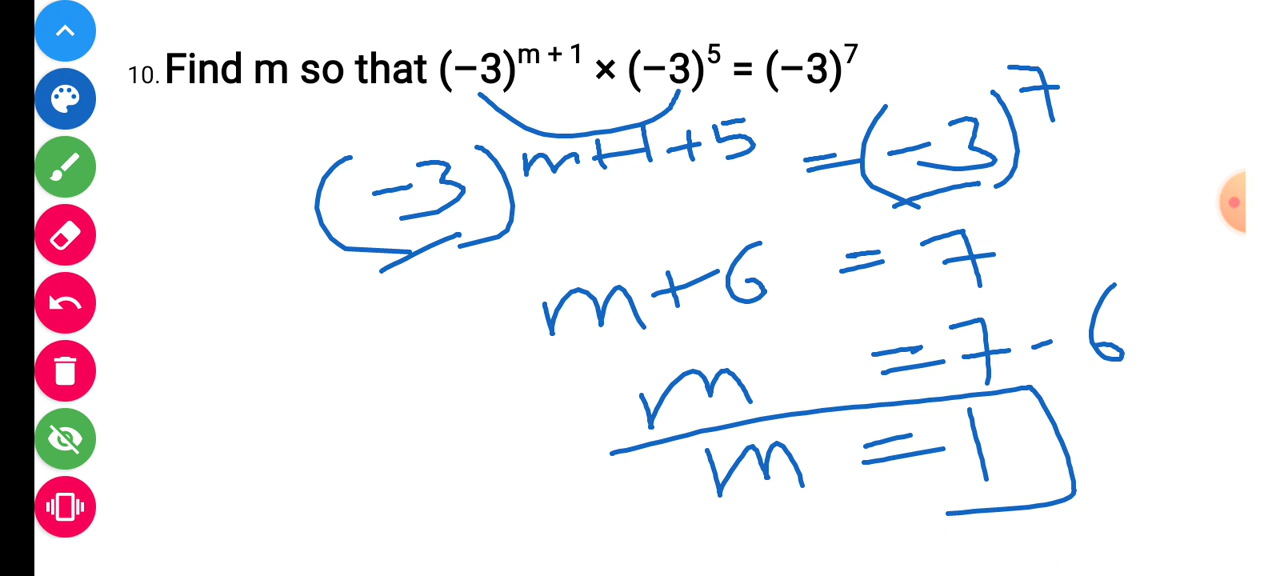 10. Find m so that (−3)^{m + 1} × (−3)^5 = (−3)^7
(−3)^{m+1+5} = (−3)^7
m+6 = 7
m = 7 - 6
m = 1